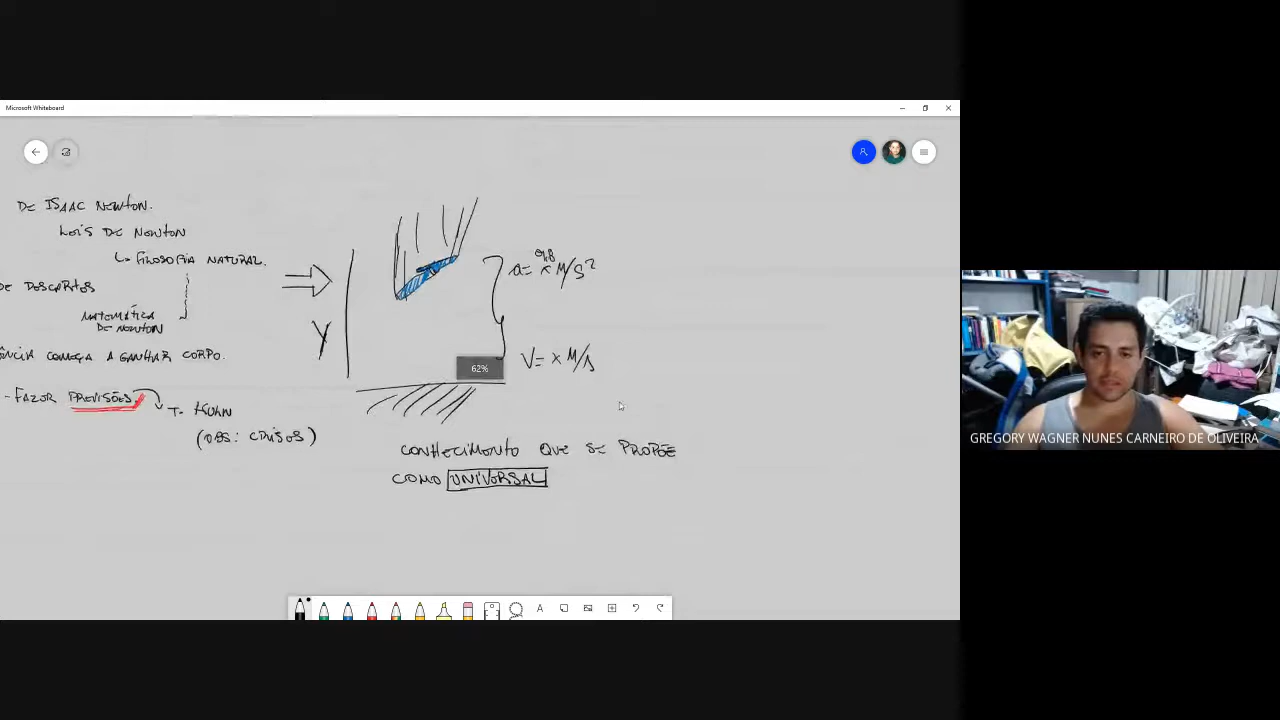 Microsoft Whiteboard
DE ISAAC NEWTON.
LEIS DE NEWTON
↳ FILOSOFIA NATURAL.
DE DESCARTES
MATEMÁTICA
DE NEWTON
ÊNCIA COMEÇA A GANHAR CORPO.
- FAZER PREVISÕES.
T. KUHN
(OBS: CRISES)
Y
9,8
a = x M/S²
V = x M/s
62%
CONHECIMENTO QUE SE PROPÕE
COMO UNIVERSAL
A
GREGORY WAGNER NUNES CARNEIRO DE OLIVEIRA